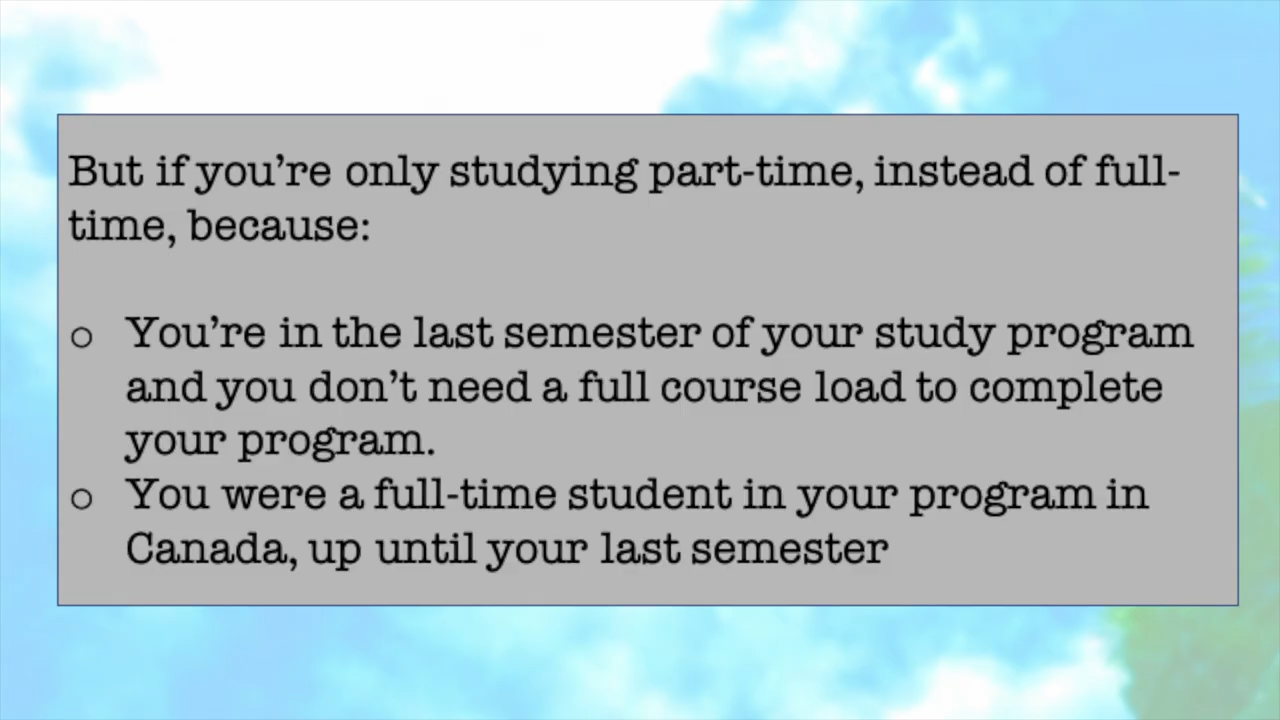 But if you're only studying part-time, instead of full-
time, because:
o You're in the last semester of your study program
and you don't need a full course load to complete
your program.
o You were a full-time student in your program in
Canada, up until your last semester